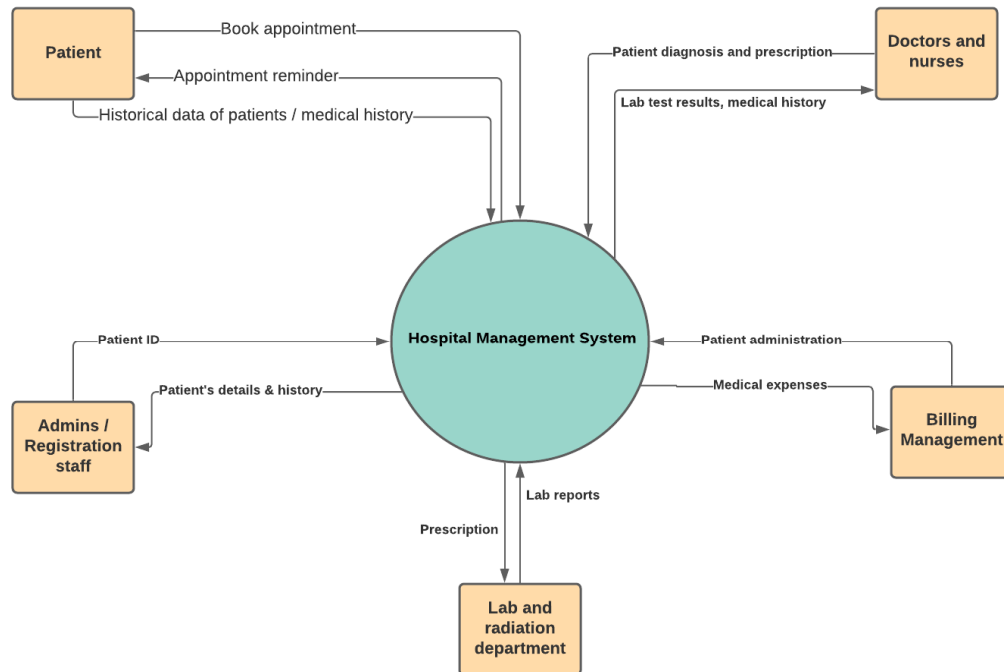 Patient
Book appointment
Appointment reminder
Historical data of patients / medical history
Patient diagnosis and prescription
Lab test results, medical history
Doctors and
nurses
Hospital Management System
Patient ID
Patient's details & history
Admins /
Registration
staff
Patient administration
Medical expenses
Billing
Management
Lab reports
Prescription
Lab and
radiation
department